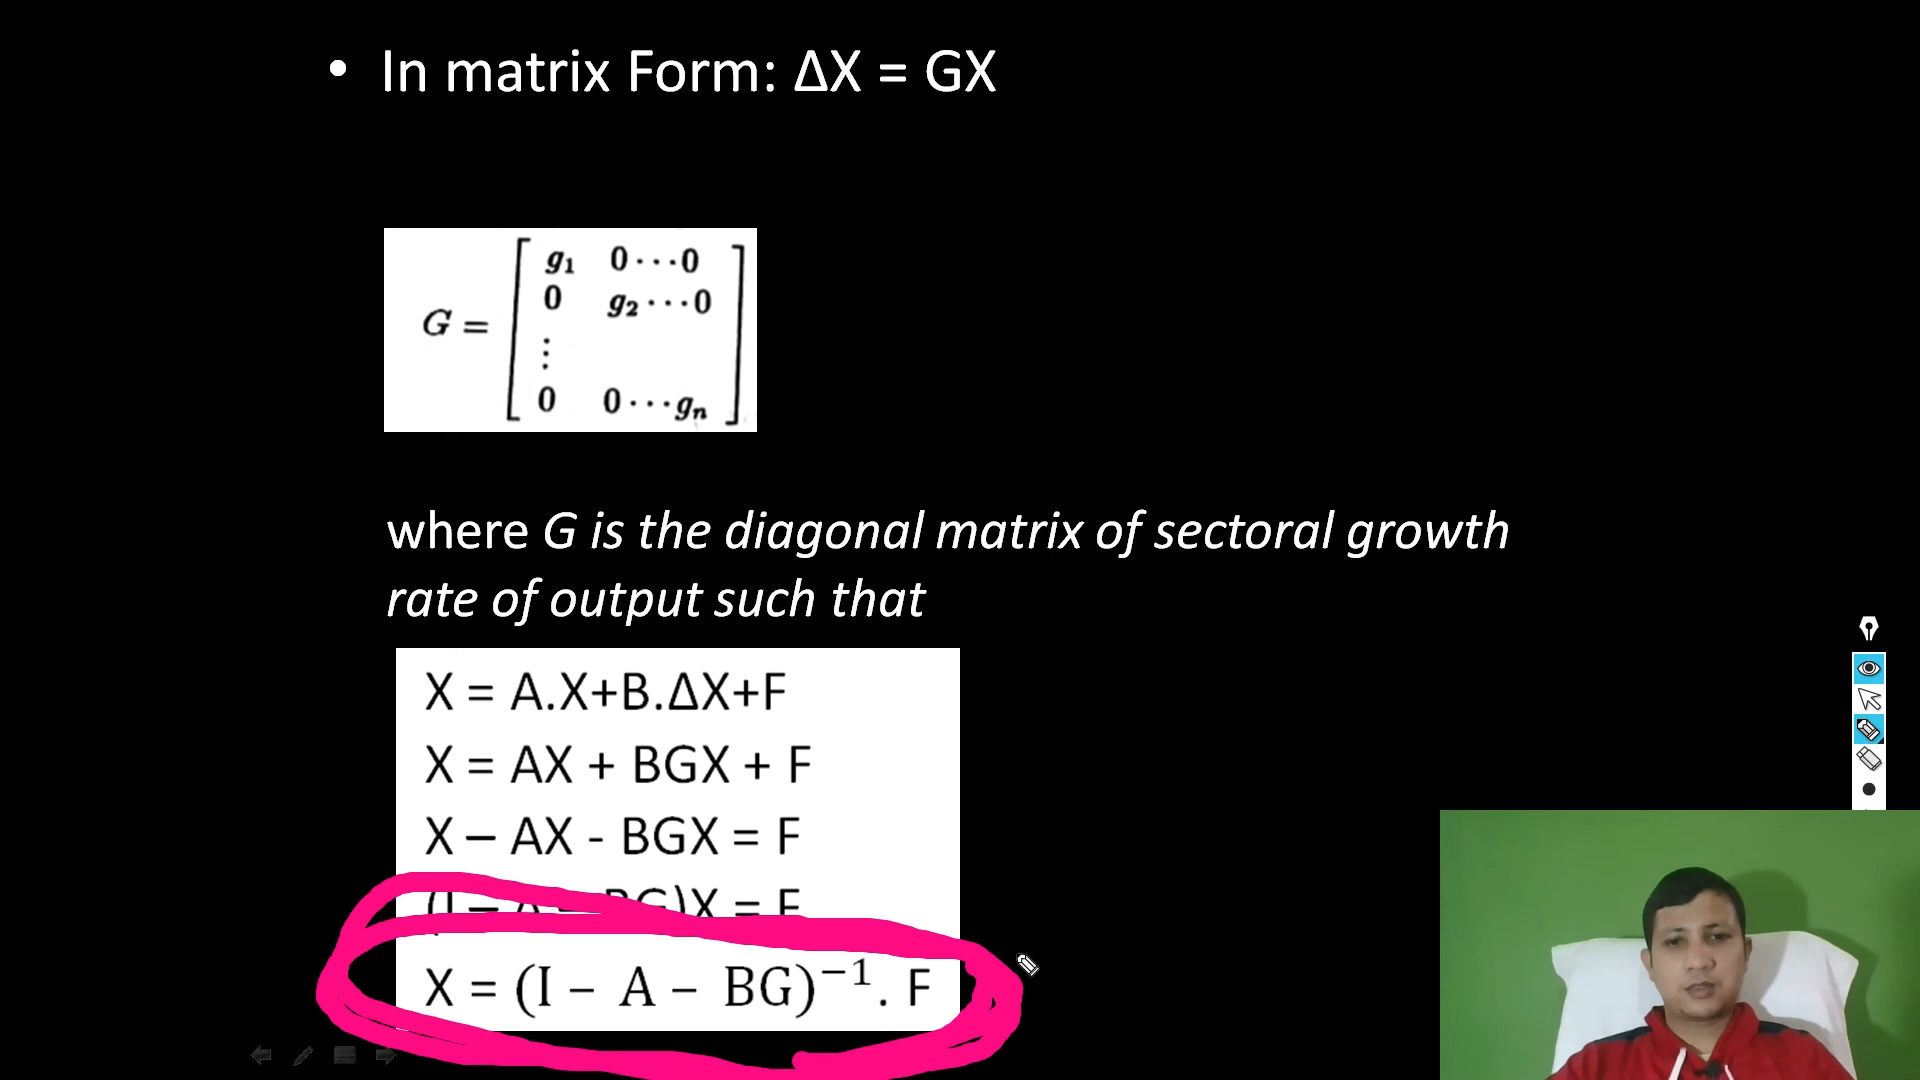 • In matrix Form: ΔX = GX
G = [ g₁ 0 · · · 0
0 g₂ · · · 0
⋮
0 0 · · · gₙ ]
where G is the diagonal matrix of sectoral growth
rate of output such that
X = A.X+B.ΔX+F
X = AX + BGX + F
X – AX - BGX = F
(I – A – BG)X = F
X = (I – A – BG)⁻¹. F